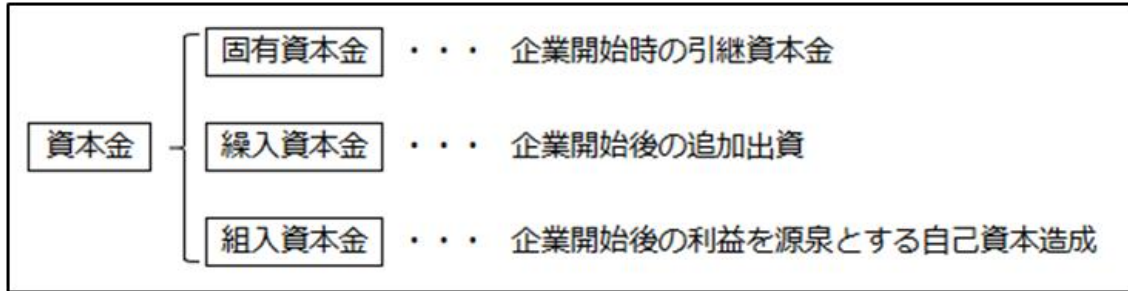 固有資本金 ・・・ 企業開始時の引継資本金
資本金
繰入資本金 ・・・ 企業開始後の追加出資
組入資本金 ・・・ 企業開始後の利益を源泉とする自己資本造成